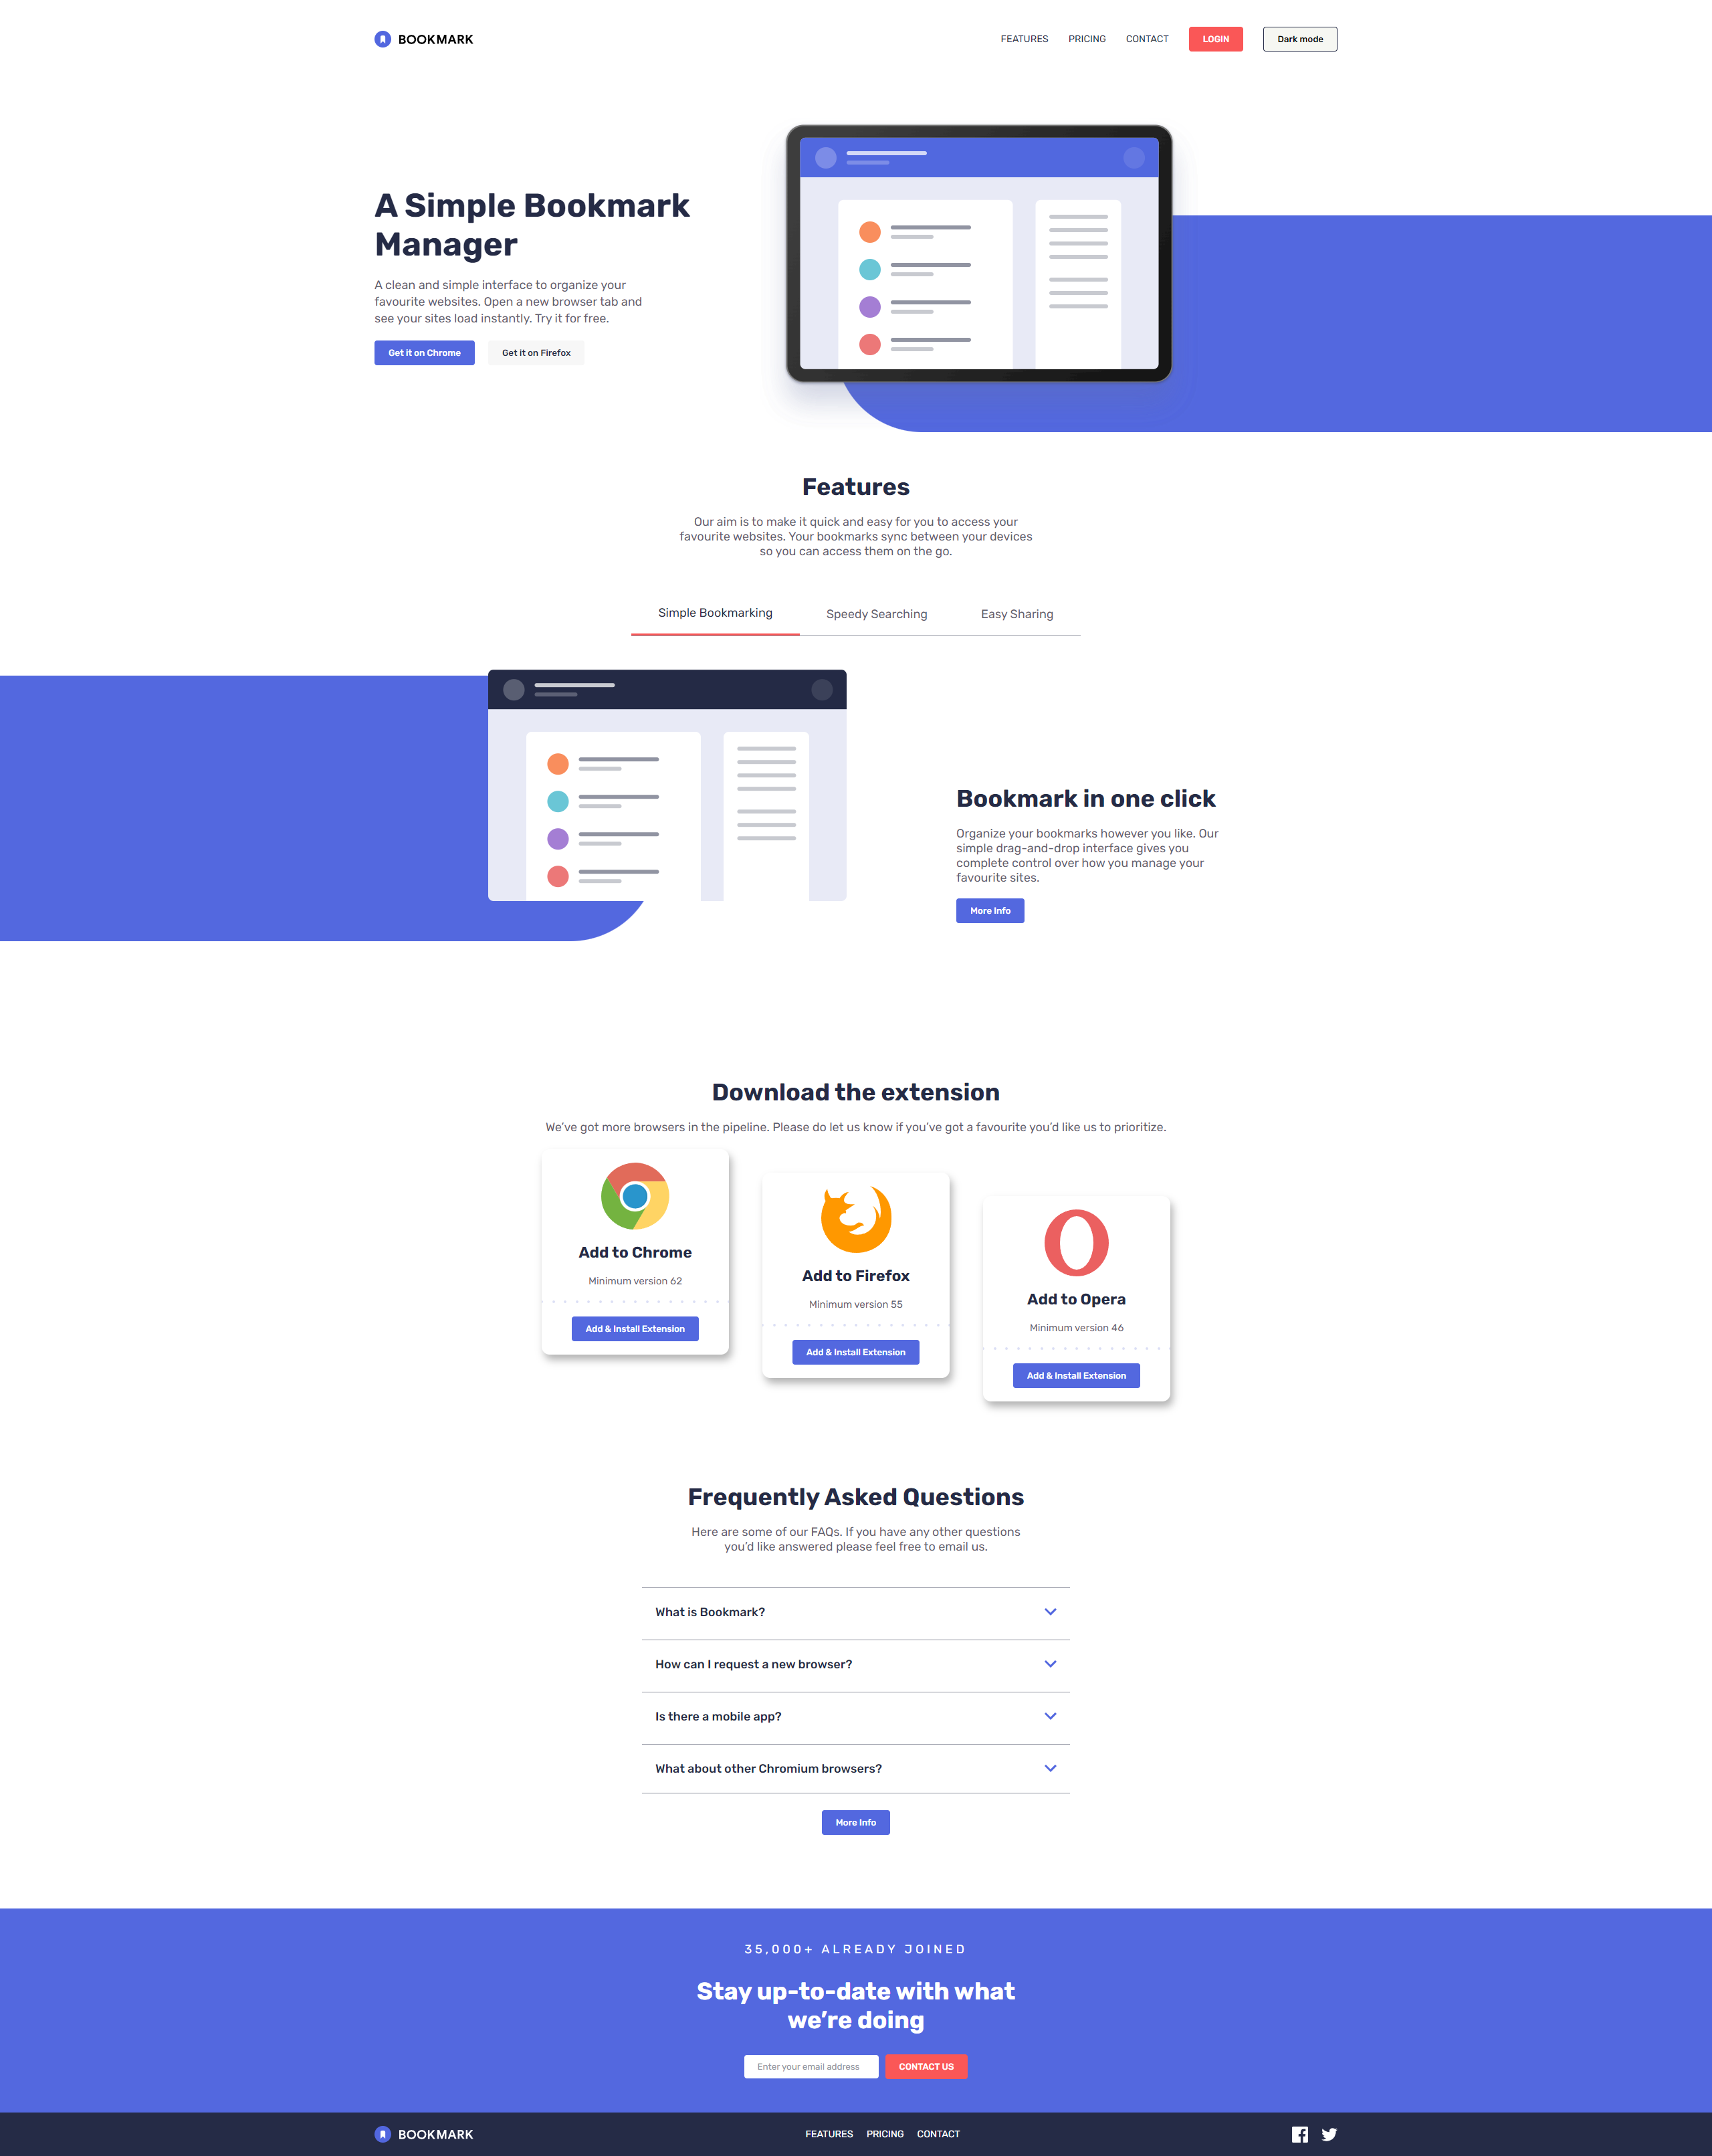 BOOKMARK
FEATURES
PRICING
CONTACT
LOGIN
Dark mode
A Simple Bookmark
Manager
A clean and simple interface to organize your
favourite websites. Open a new browser tab and
see your sites load instantly. Try it for free.
Get it on Chrome
Get it on Firefox
Features
Our aim is to make it quick and easy for you to access your
favourite websites. Your bookmarks sync between your devices
so you can access them on the go.
Simple Bookmarking
Speedy Searching
Easy Sharing
Bookmark in one click
Organize your bookmarks however you like. Our
simple drag-and-drop interface gives you
complete control over how you manage your
favourite sites.
More Info
Download the extension
We've got more browsers in the pipeline. Please do let us know if you've got a favourite you'd like us to prioritize.
Add to Chrome
Minimum version 62
Add & Install Extension
Add to Firefox
Minimum version 55
Add & Install Extension
Add to Opera
Minimum version 46
Add & Install Extension
Frequently Asked Questions
Here are some of our FAQs. If you have any other questions
you'd like answered please feel free to email us.
What is Bookmark?
How can I request a new browser?
Is there a mobile app?
What about other Chromium browsers?
More Info
35,000+ ALREADY JOINED
Stay up-to-date with what
we're doing
Enter your email address
CONTACT US
BOOKMARK
FEATURES
PRICING
CONTACT